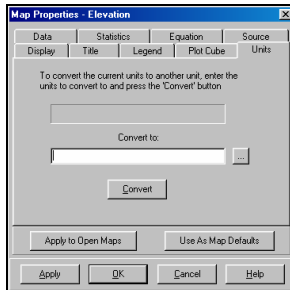 Map Properties - Elevation
Data Statistics Equation Source
Display Title Legend Plot Cube Units
To convert the current units to another unit, enter the
units to convert to and press the 'Convert' button
Convert to:
...
Convert
Apply to Open Maps Use As Map Defaults
Apply OK Cancel Help